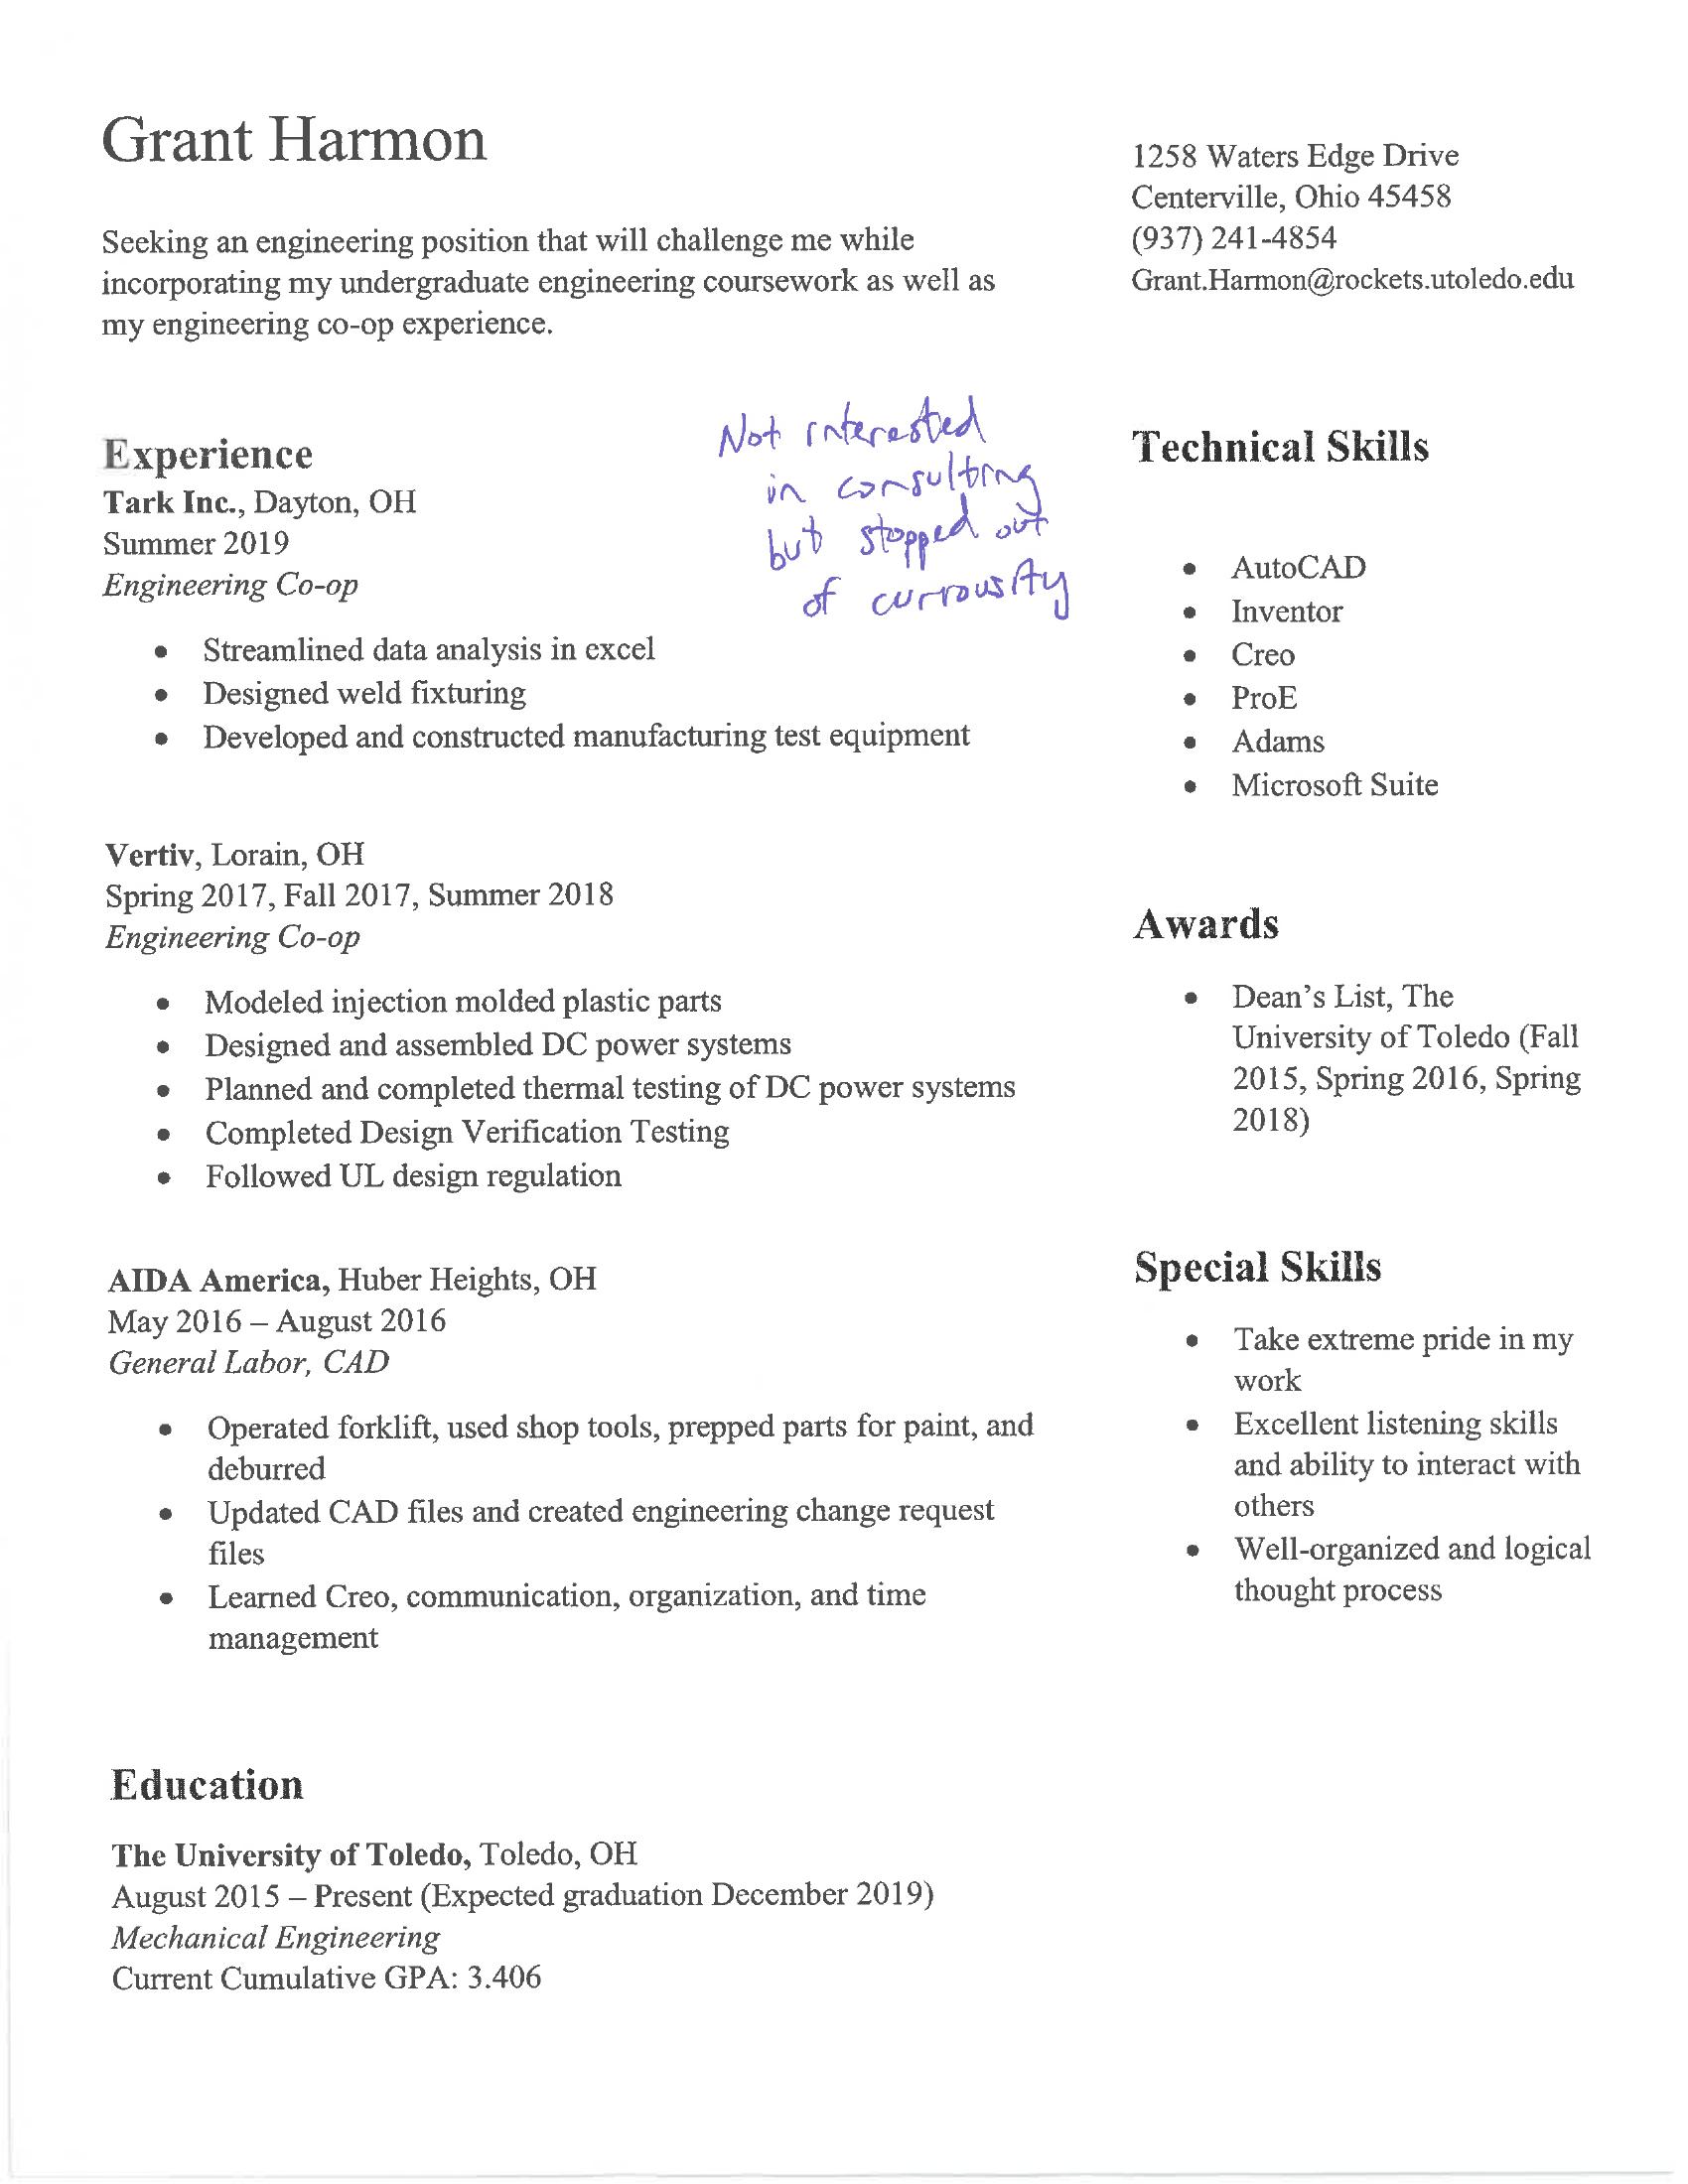 Grant Harmon
Seeking an engineering position that will challenge me while
incorporating my undergraduate engineering coursework as well as
my engineering co-op experience.
1258 Waters Edge Drive
Centerville, Ohio 45458
(937) 241-4854
Grant.Harmon@rockets.utoledo.edu
Not interested
in consulting
but stopped out
of currousity
Experience
Tark Inc., Dayton, OH
Summer 2019
Engineering Co-op
• Streamlined data analysis in excel
• Designed weld fixturing
• Developed and constructed manufacturing test equipment
Vertiv, Lorain, OH
Spring 2017, Fall 2017, Summer 2018
Engineering Co-op
• Modeled injection molded plastic parts
• Designed and assembled DC power systems
• Planned and completed thermal testing of DC power systems
• Completed Design Verification Testing
• Followed UL design regulation
AIDA America, Huber Heights, OH
May 2016 – August 2016
General Labor, CAD
• Operated forklift, used shop tools, prepped parts for paint, and
deburred
• Updated CAD files and created engineering change request
files
• Learned Creo, communication, organization, and time
management
Education
The University of Toledo, Toledo, OH
August 2015 – Present (Expected graduation December 2019)
Mechanical Engineering
Current Cumulative GPA: 3.406
Technical Skills
• AutoCAD
• Inventor
• Creo
• ProE
• Adams
• Microsoft Suite
Awards
• Dean's List, The
University of Toledo (Fall
2015, Spring 2016, Spring
2018)
Special Skills
• Take extreme pride in my
work
• Excellent listening skills
and ability to interact with
others
• Well-organized and logical
thought process